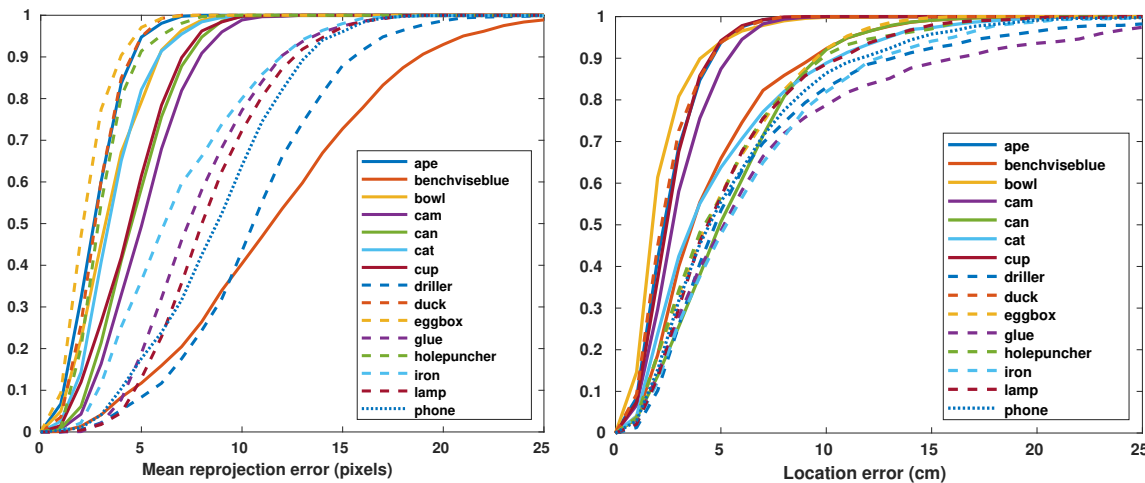 1
0.9
0.8
0.7
0.6
0.5
0.4
0.3
0.2
0.1
0
0 5 10 15 20 25
Mean reprojection error (pixels)
ape
benchviseblue
bowl
cam
can
cat
cup
driller
duck
eggbox
glue
holepuncher
iron
lamp
phone
1
0.9
0.8
0.7
0.6
0.5
0.4
0.3
0.2
0.1
0
0 5 10 15 20 25
Location error (cm)
ape
benchviseblue
bowl
cam
can
cat
cup
driller
duck
eggbox
glue
holepuncher
iron
lamp
phone